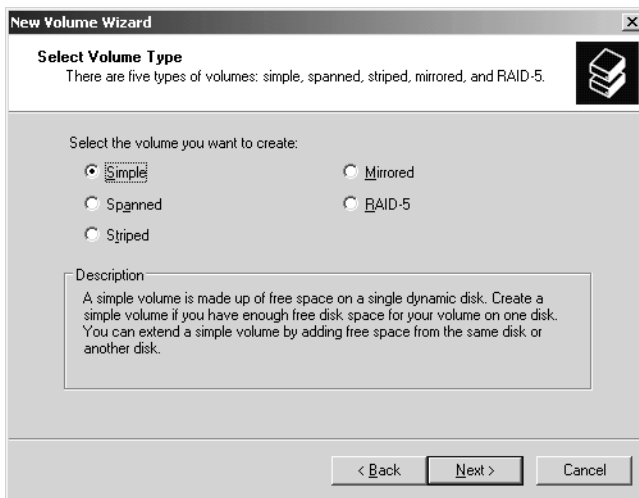 New Volume Wizard
Select Volume Type
There are five types of volumes: simple, spanned, striped, mirrored, and RAID-5.
Select the volume you want to create:
Simple
Mirrored
Spanned
RAID-5
Striped
Description
A simple volume is made up of free space on a single dynamic disk. Create a
simple volume if you have enough free disk space for your volume on one disk.
You can extend a simple volume by adding free space from the same disk or
another disk.
< Back
Next >
Cancel